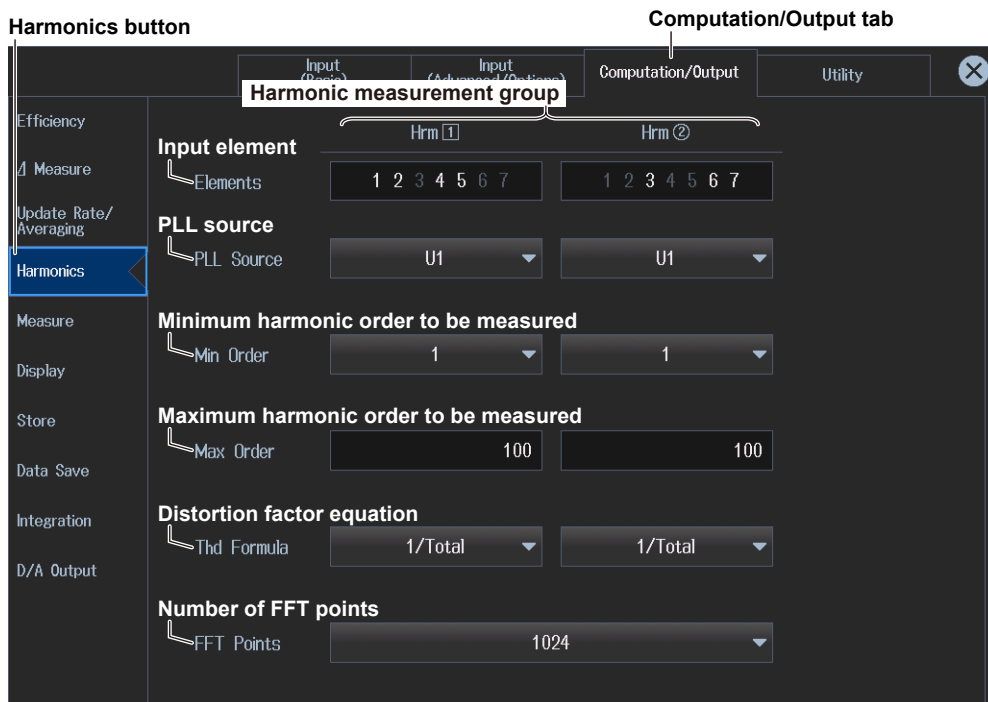 Harmonics button
Computation/Output tab
Input
(Basic)
Input
(Advanced/Options)
Computation/Output
Utility
Harmonic measurement group
Efficiency
Δ Measure
Update Rate/
Averaging
Harmonics
Measure
Display
Store
Data Save
Integration
D/A Output
Hrm 1
Hrm ②
Input element
Elements
1 2 3 4 5 6 7
1 2 3 4 5 6 7
PLL source
PLL Source
U1
U1
Minimum harmonic order to be measured
Min Order
1
1
Maximum harmonic order to be measured
Max Order
100
100
Distortion factor equation
Thd Formula
1/Total
1/Total
Number of FFT points
FFT Points
1024